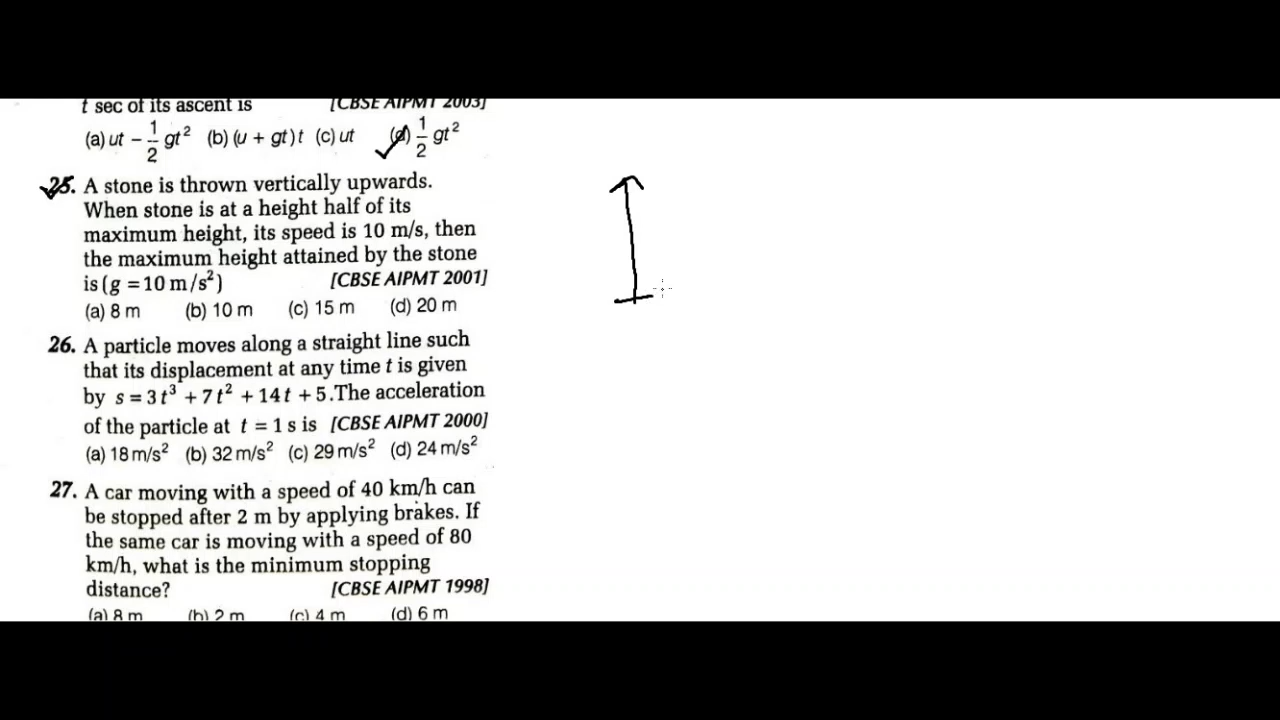 t sec of its ascent is [CBSE AIPMT 2003]
(a) ut − 1/2 gt² (b) (u + gt)t (c) ut (d) 1/2 gt²
25. A stone is thrown vertically upwards.
When stone is at a height half of its
maximum height, its speed is 10 m/s, then
the maximum height attained by the stone
is (g = 10 m/s²) [CBSE AIPMT 2001]
(a) 8 m (b) 10 m (c) 15 m (d) 20 m
26. A particle moves along a straight line such
that its displacement at any time t is given
by s = 3t³ + 7t² + 14t + 5. The acceleration
of the particle at t = 1 s is [CBSE AIPMT 2000]
(a) 18 m/s² (b) 32 m/s² (c) 29 m/s² (d) 24 m/s²
27. A car moving with a speed of 40 km/h can
be stopped after 2 m by applying brakes. If
the same car is moving with a speed of 80
km/h, what is the minimum stopping
distance? [CBSE AIPMT 1998]
(a) 8 m (b) 2 m (c) 4 m (d) 6 m